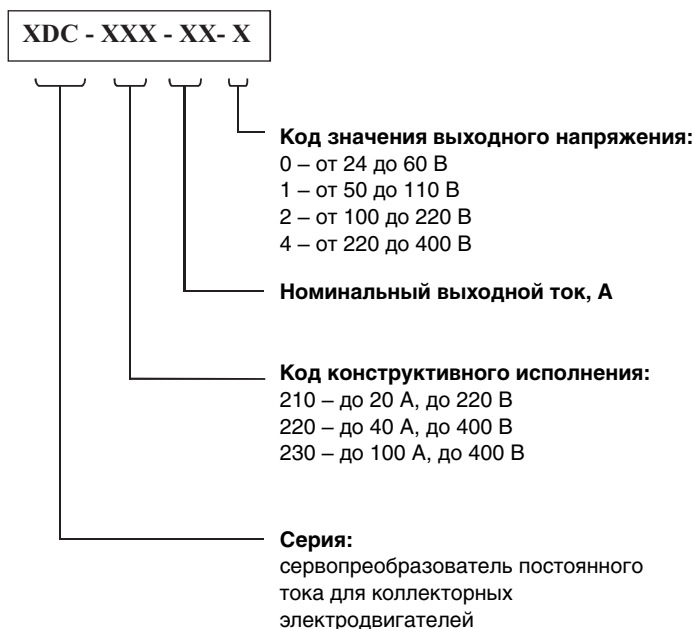 XDC - XXX - XX- X
Код значения выходного напряжения:
0 – от 24 до 60 В
1 – от 50 до 110 В
2 – от 100 до 220 В
4 – от 220 до 400 В
Номинальный выходной ток, А
Код конструктивного исполнения:
210 – до 20 А, до 220 В
220 – до 40 А, до 400 В
230 – до 100 А, до 400 В
Серия:
сервопреобразователь постоянного
тока для коллекторных
электродвигателей